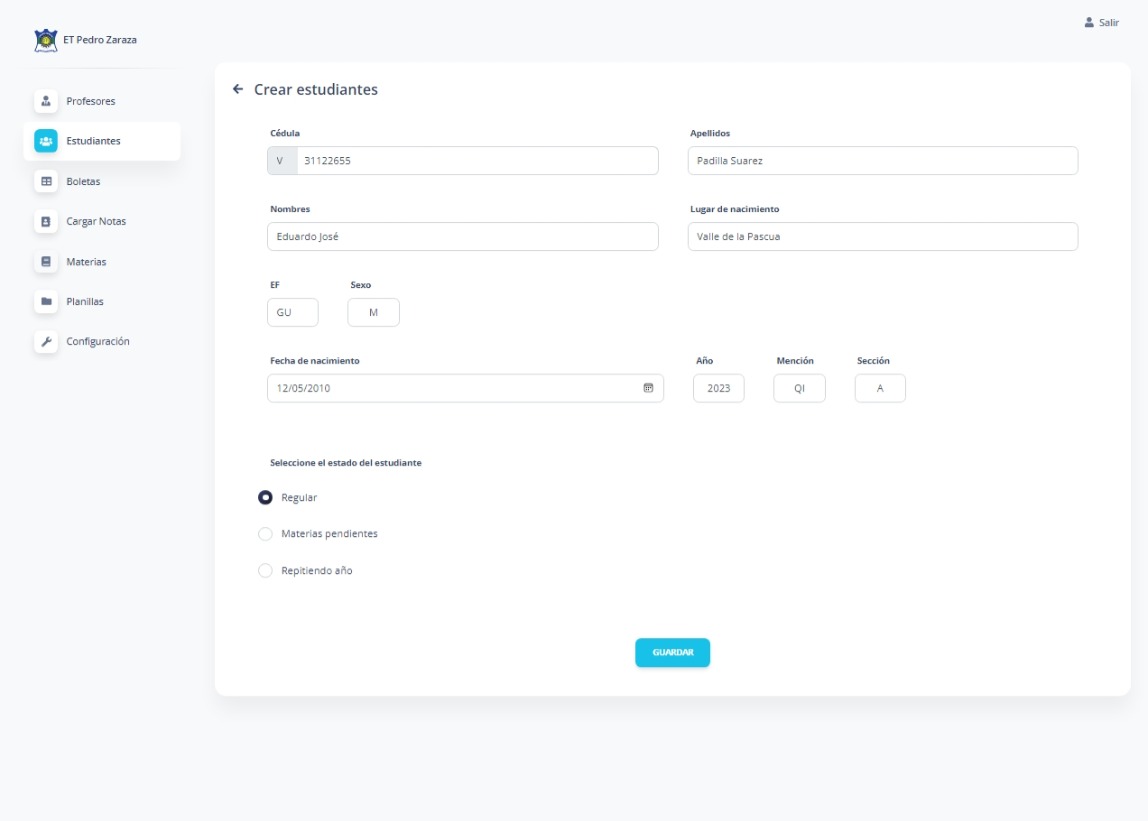 Salir
ET Pedro Zaraza
Profesores
Estudiantes
Boletas
Cargar Notas
Materias
Planillas
Configuración
Crear estudiantes
Cédula Apellidos
V 31122655 Padilla Suarez
Nombres Lugar de nacimiento
Eduardo José Valle de la Pascua
EF Sexo
GU M
Fecha de nacimiento Año Mención Sección
12/05/2010 2023 QI A
Seleccione el estado del estudiante
Regular
Materias pendientes
Repitiendo año
GUARDAR